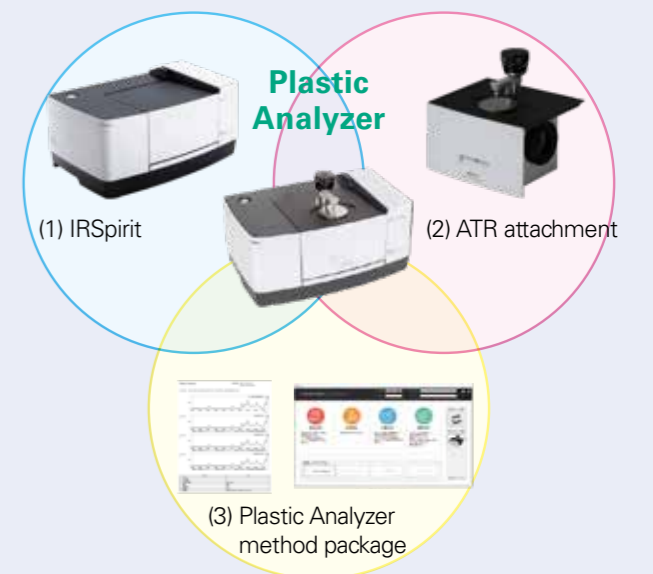 Plastic
Analyzer
(1) IRSpirit
(2) ATR attachment
(3) Plastic Analyzer
method package